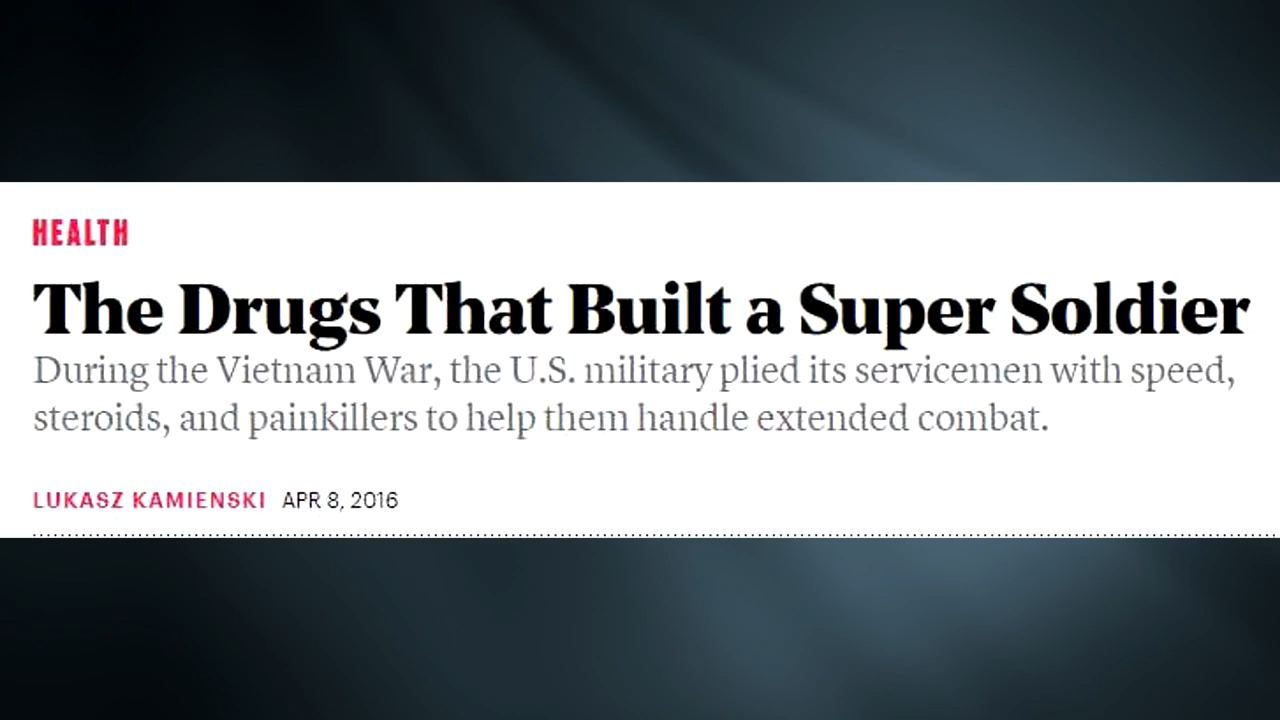 HEALTH
The Drugs That Built a Super Soldier
During the Vietnam War, the U.S. military plied its servicemen with speed,
steroids, and painkillers to help them handle extended combat.
LUKASZ KAMIENSKI APR 8, 2016